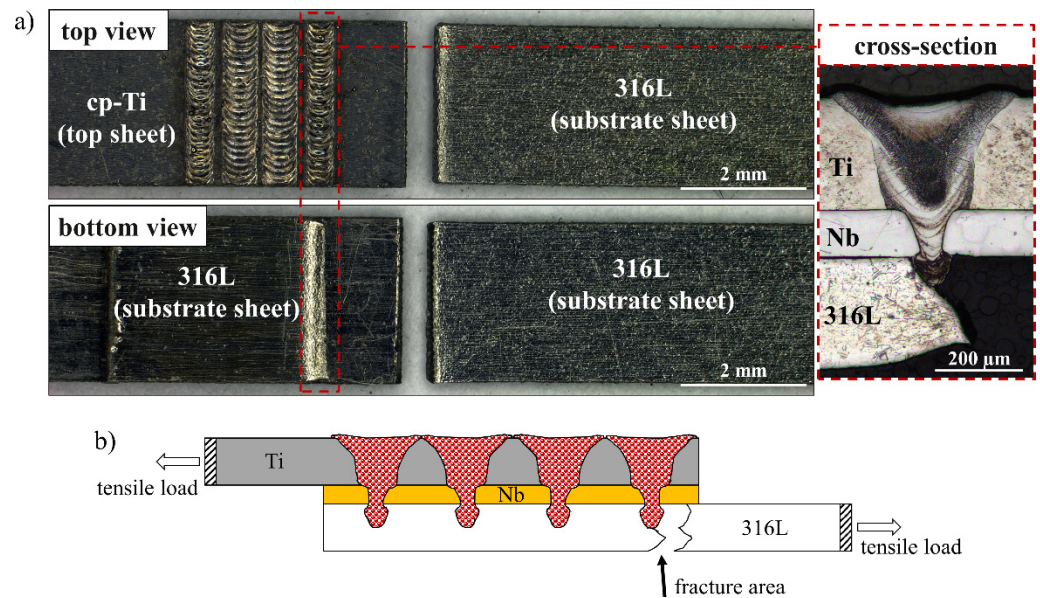 a)
top view
cp-Ti
(top sheet)
316L
(substrate sheet)
2 mm
bottom view
316L
(substrate sheet)
316L
(substrate sheet)
2 mm
cross-section
Ti
Nb
316L
200 µm
b)
Ti
tensile load
Nb
316L
tensile load
fracture area